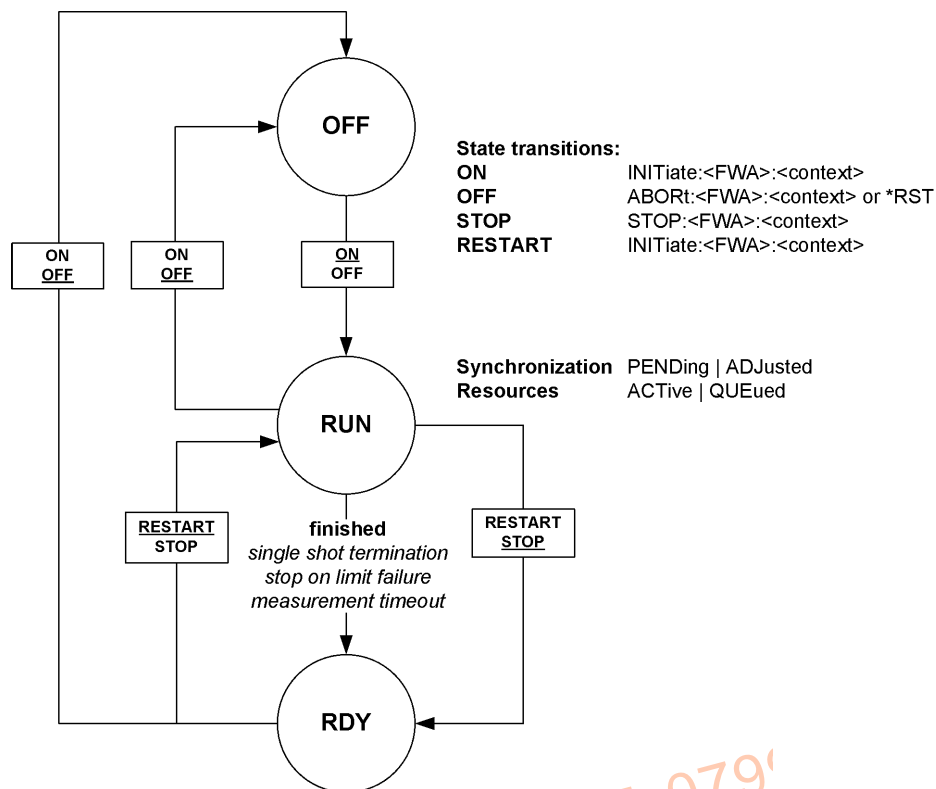 OFF
State transitions:
ON INITiate:<FWA>:<context>
OFF ABORt:<FWA>:<context> or *RST
STOP STOP:<FWA>:<context>
RESTART INITiate:<FWA>:<context>
ON
OFF
ON
OFF
ON
OFF
Synchronization PENDing | ADJusted
Resources ACTive | QUEued
RUN
RESTART
STOP
finished
single shot termination
stop on limit failure
measurement timeout
RESTART
STOP
RDY